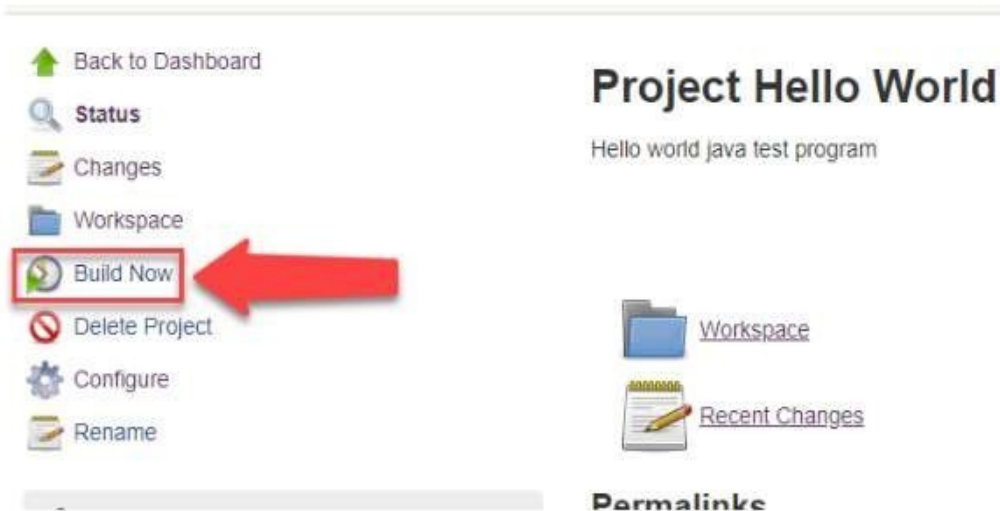 Back to Dashboard
Status
Changes
Workspace
Build Now
Delete Project
Configure
Rename
Project Hello World
Hello world java test program
Workspace
Recent Changes
Permalinks